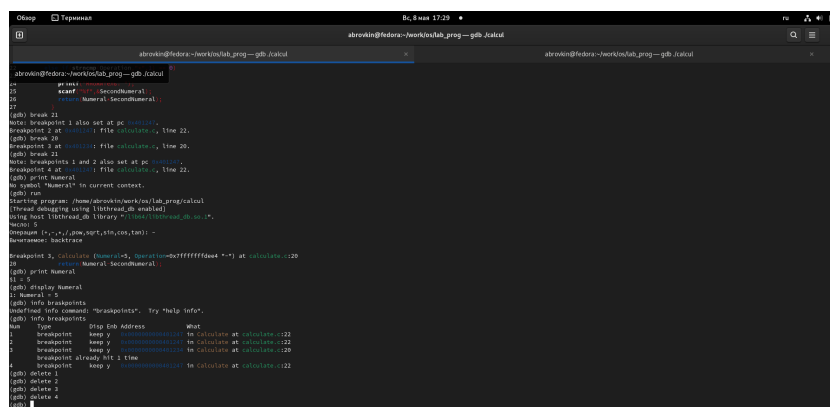 Обзор Терминал Вс, 8 мая 17:29 ru
abrovkin@fedora:~/work/os/lab_prog — gdb ./calcul
abrovkin@fedora:~/work/os/lab_prog — gdb ./calcul × abrovkin@fedora:~/work/os/lab_prog — gdb ./calcul ×
abrovkin@fedora:~/work/os/lab_prog — gdb ./calcul
24 printf(
25 scanf("%f",&SecondNumeral);
26 return(Numeral-SecondNumeral);
27 }
(gdb) break 21
Note: breakpoint 1 also set at pc
Breakpoint 2 at : file calculate.c, line 22.
(gdb) break 20
Breakpoint 3 at : file calculate.c, line 20.
(gdb) break 21
Note: breakpoints 1 and 2 also set at pc
Breakpoint 4 at : file calculate.c, line 22.
(gdb) print Numeral
No symbol "Numeral" in current context.
(gdb) run
Starting program: /home/abrovkin/work/os/lab_prog/calcul
[Thread debugging using libthread_db enabled]
Using host libthread_db library "/lib64/libthread_db.so.1".
Число: 5
Операция (+,-,*,/,pow,sqrt,sin,cos,tan): -
Вычитаемое: backtrace
Breakpoint 3, Calculate (Numeral=5, Operation=0x7fffffffdee4 "-") at calculate.c:20
20 return(Numeral-SecondNumeral);
(gdb) print Numeral
$1 = 5
(gdb) display Numeral
1: Numeral = 5
(gdb) info braskpoints
Undefined info command: "braskpoints". Try "help info".
(gdb) info breakpoints
Num Type Disp Enb Address What
1 breakpoint keep y in Calculate at calculate.c:22
2 breakpoint keep y in Calculate at calculate.c:22
3 breakpoint keep y in Calculate at calculate.c:20
breakpoint already hit 1 time
4 breakpoint keep y in Calculate at calculate.c:22
(gdb) delete 1
(gdb) delete 2
(gdb) delete 3
(gdb) delete 4
(gdb)